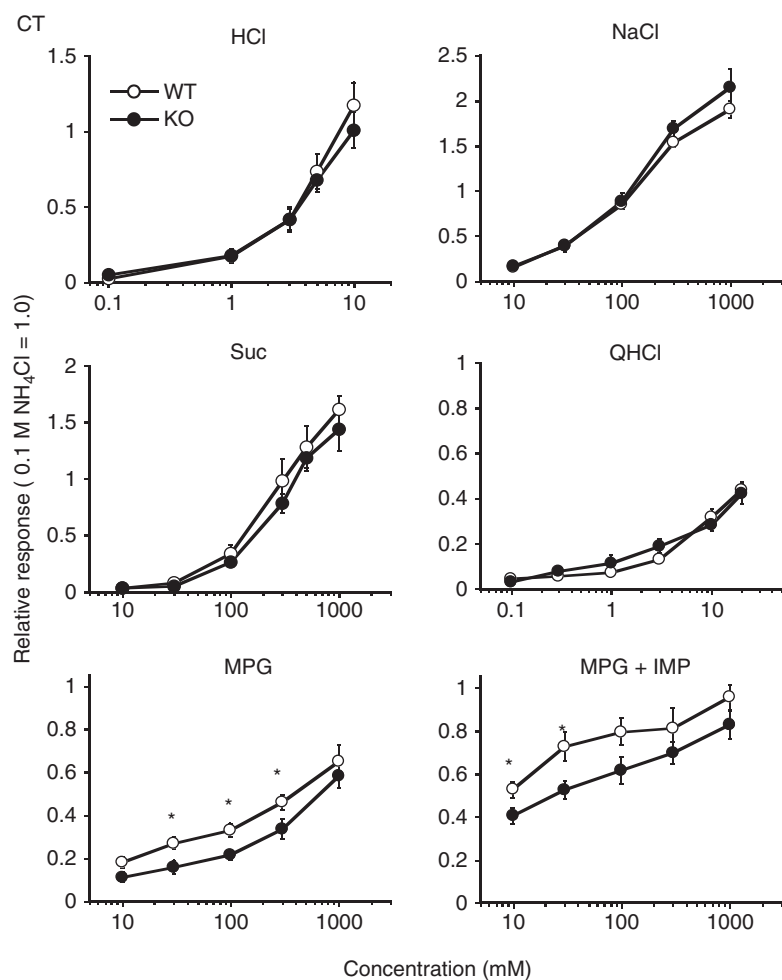 CT
HCl
NaCl
1.5
1
0.5
0
0.1 1 10
WT
KO
2.5
2
1.5
1
0.5
0
10 100 1000
Relative response ( 0.1 M NH₄Cl = 1.0)
Suc
QHCl
2
1.5
1
0.5
0
10 100 1000
1
0.8
0.6
0.4
0.2
0
0.1 1 10
MPG
MPG + IMP
1
0.8
0.6
0.4
0.2
0
* * *
10 100 1000
1
0.8
0.6
0.4
0.2
0
* *
10 100 1000
Concentration (mM)